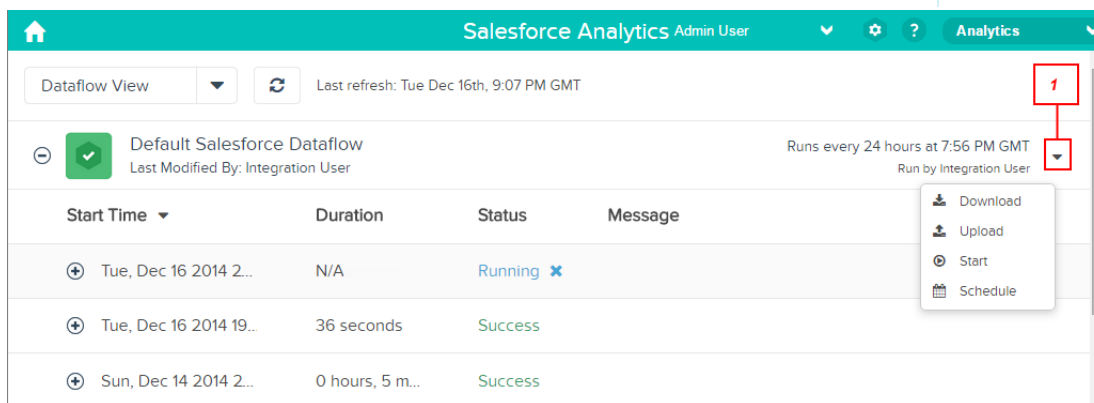 Salesforce Analytics Admin User ? Analytics
Dataflow View Last refresh: Tue Dec 16th, 9:07 PM GMT
1
Default Salesforce Dataflow
Last Modified By: Integration User
Runs every 24 hours at 7:56 PM GMT
Run by Integration User
Download
Upload
Start
Schedule
Start Time Duration Status Message
Tue, Dec 16 2014 2... N/A Running
Tue, Dec 16 2014 19... 36 seconds Success
Sun, Dec 14 2014 2... 0 hours, 5 m... Success